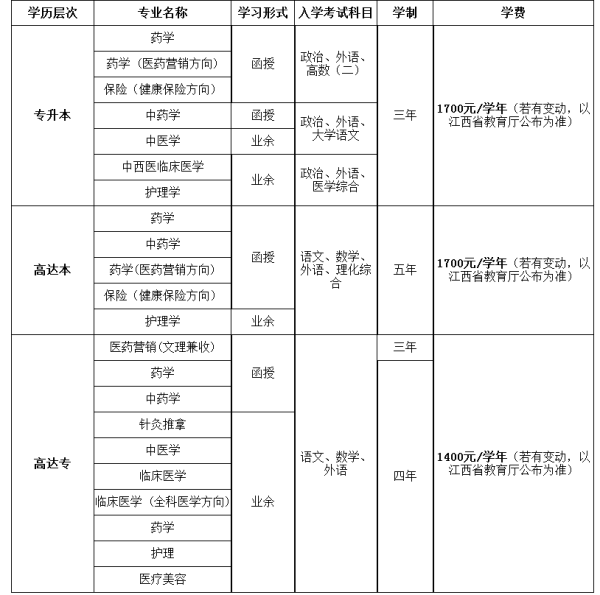 学历层次 专业名称 学习形式 入学考试科目 学制 学费
专升本
药学
药学（医药营销方向）
保险（健康保险方向）
函授
政治、外语、
高数（二）
中药学
函授
中医学
业余
政治、外语、
大学语文
中西医临床医学
护理学
业余
政治、外语、
医学综合
三年
1700元/学年（若有变动，以
江西省教育厅公布为准）
高达本
药学
中药学
药学(医药营销方向)
保险（健康保险方向）
函授
护理学
业余
语文、数学、
外语、理化综
合
五年
1700元/学年（若有变动，以
江西省教育厅公布为准）
高达专
医药营销(文理兼收)
药学
中药学
函授
针灸推拿
中医学
临床医学
临床医学（全科医学方向）
药学
护理
医疗美容
业余
语文、数学、
外语
三年
四年
1400元/学年（若有变动，以
江西省教育厅公布为准）